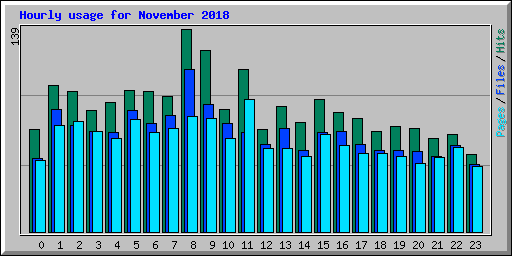 Hourly usage for November 2018
139
Pages / Files / Hits
0 1 2 3 4 5 6 7 8 9 10 11 12 13 14 15 16 17 18 19 20 21 22 23